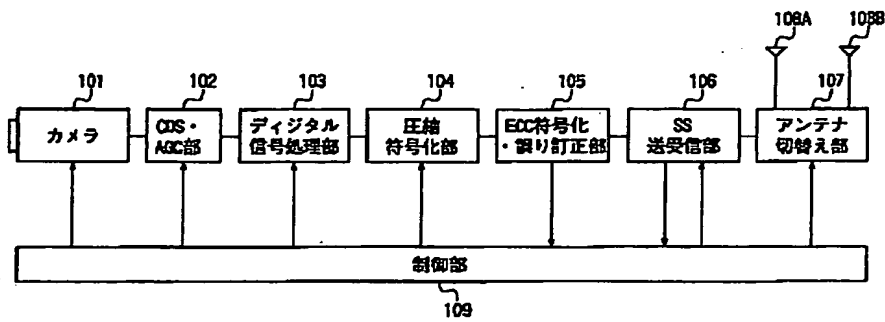 108A
108B
101
102
103
104
105
106
107
カメラ
CDS・
AGC部
ディジタル
信号処理部
圧縮
符号化部
ECC符号化
・誤り訂正部
SS
送受信部
アンテナ
切替え部
制御部
109